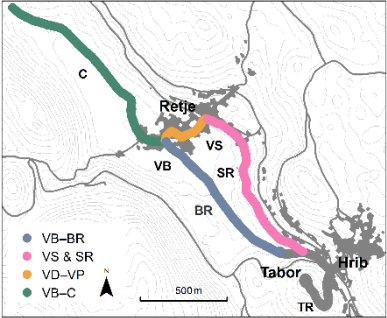 C
Retje
VS
VB
SR
BR
VB–BR
VS & SR
VD–VP
VB–C
N
500 m
Tabor
Hrib
TR